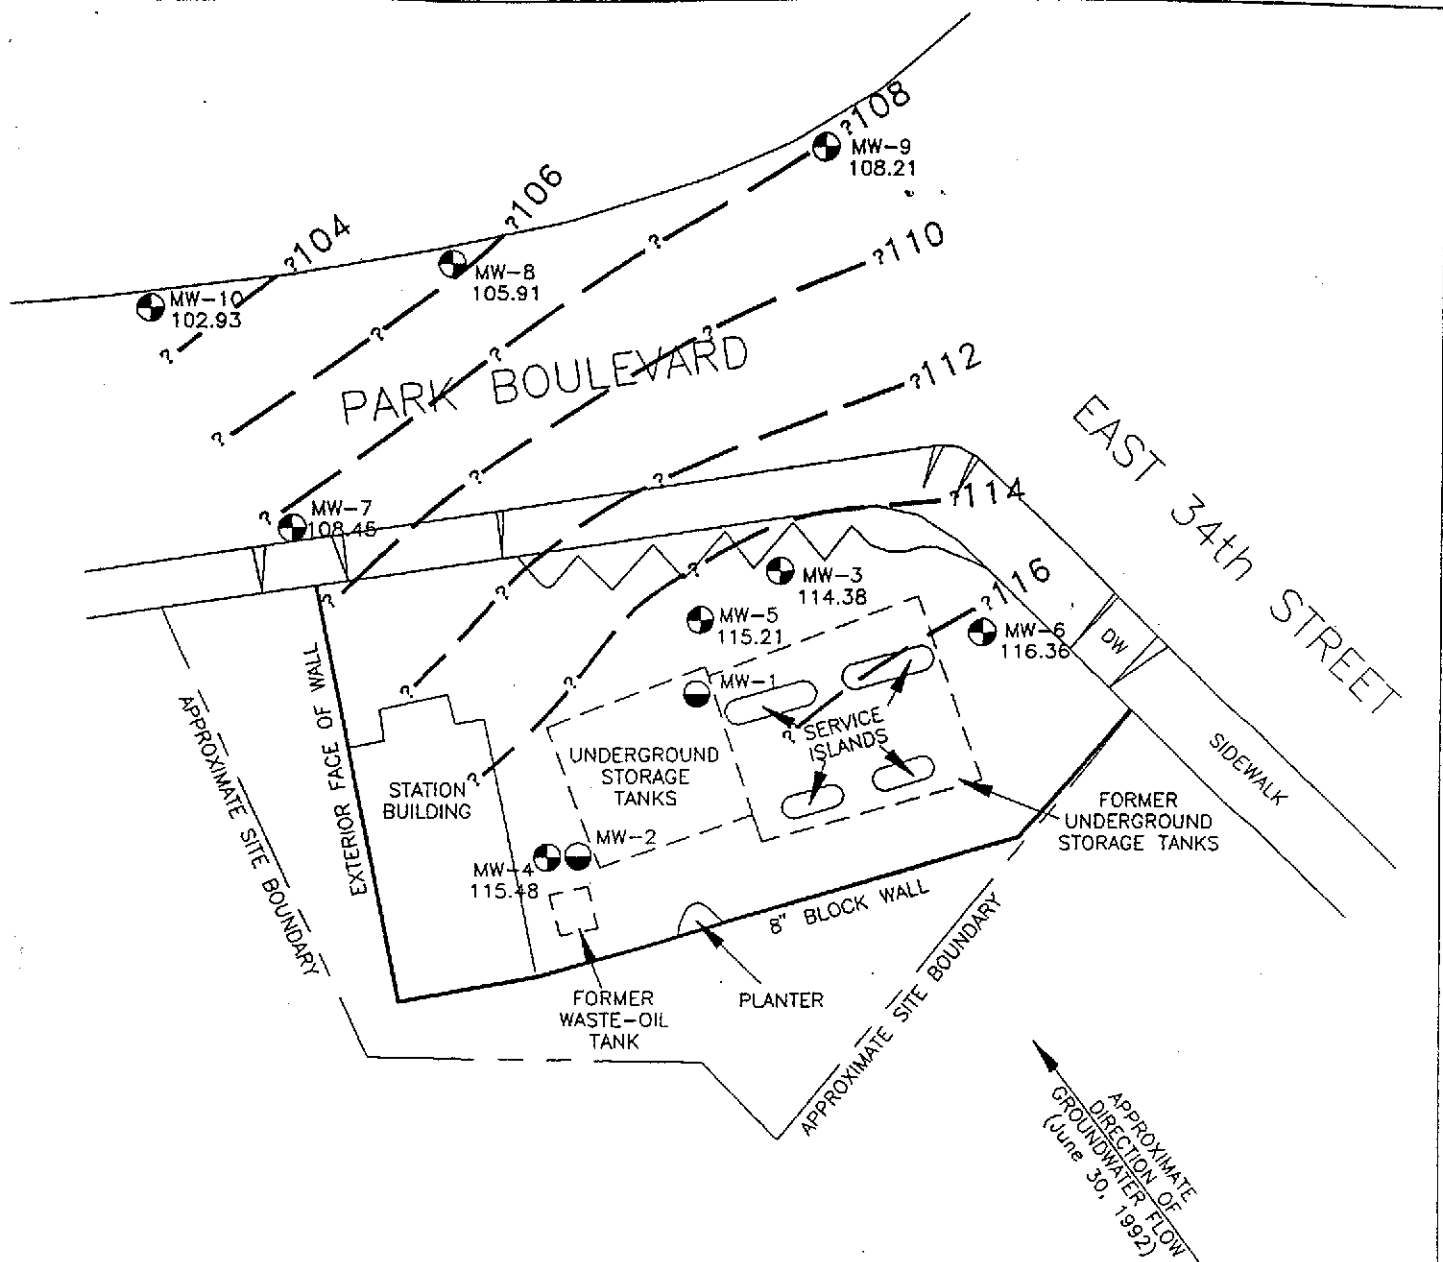 ?108
MW-9
108.21
?106
?104
?110
MW-8
105.91
MW-10
102.93
?
?
?
?
?
PARK BOULEVARD
?112
?
EAST 34th STREET
?
?
?
MW-7
108.45
?114
?
?
?
?
MW-3
114.38
?116
MW-5
115.21
MW-6
116.36
DW
MW-1
?
?
?
SERVICE
ISLANDS
SIDEWALK
EXTERIOR FACE OF WALL
APPROXIMATE SITE BOUNDARY
UNDERGROUND
STORAGE
TANKS
?
STATION
BUILDING
FORMER
UNDERGROUND
STORAGE TANKS
MW-2
MW-4
115.48
8" BLOCK WALL
APPROXIMATE SITE BOUNDARY
FORMER
WASTE-OIL
TANK
PLANTER
APPROXIMATE
DIRECTION OF
GROUNDWATER FLOW
(June 30, 1992)